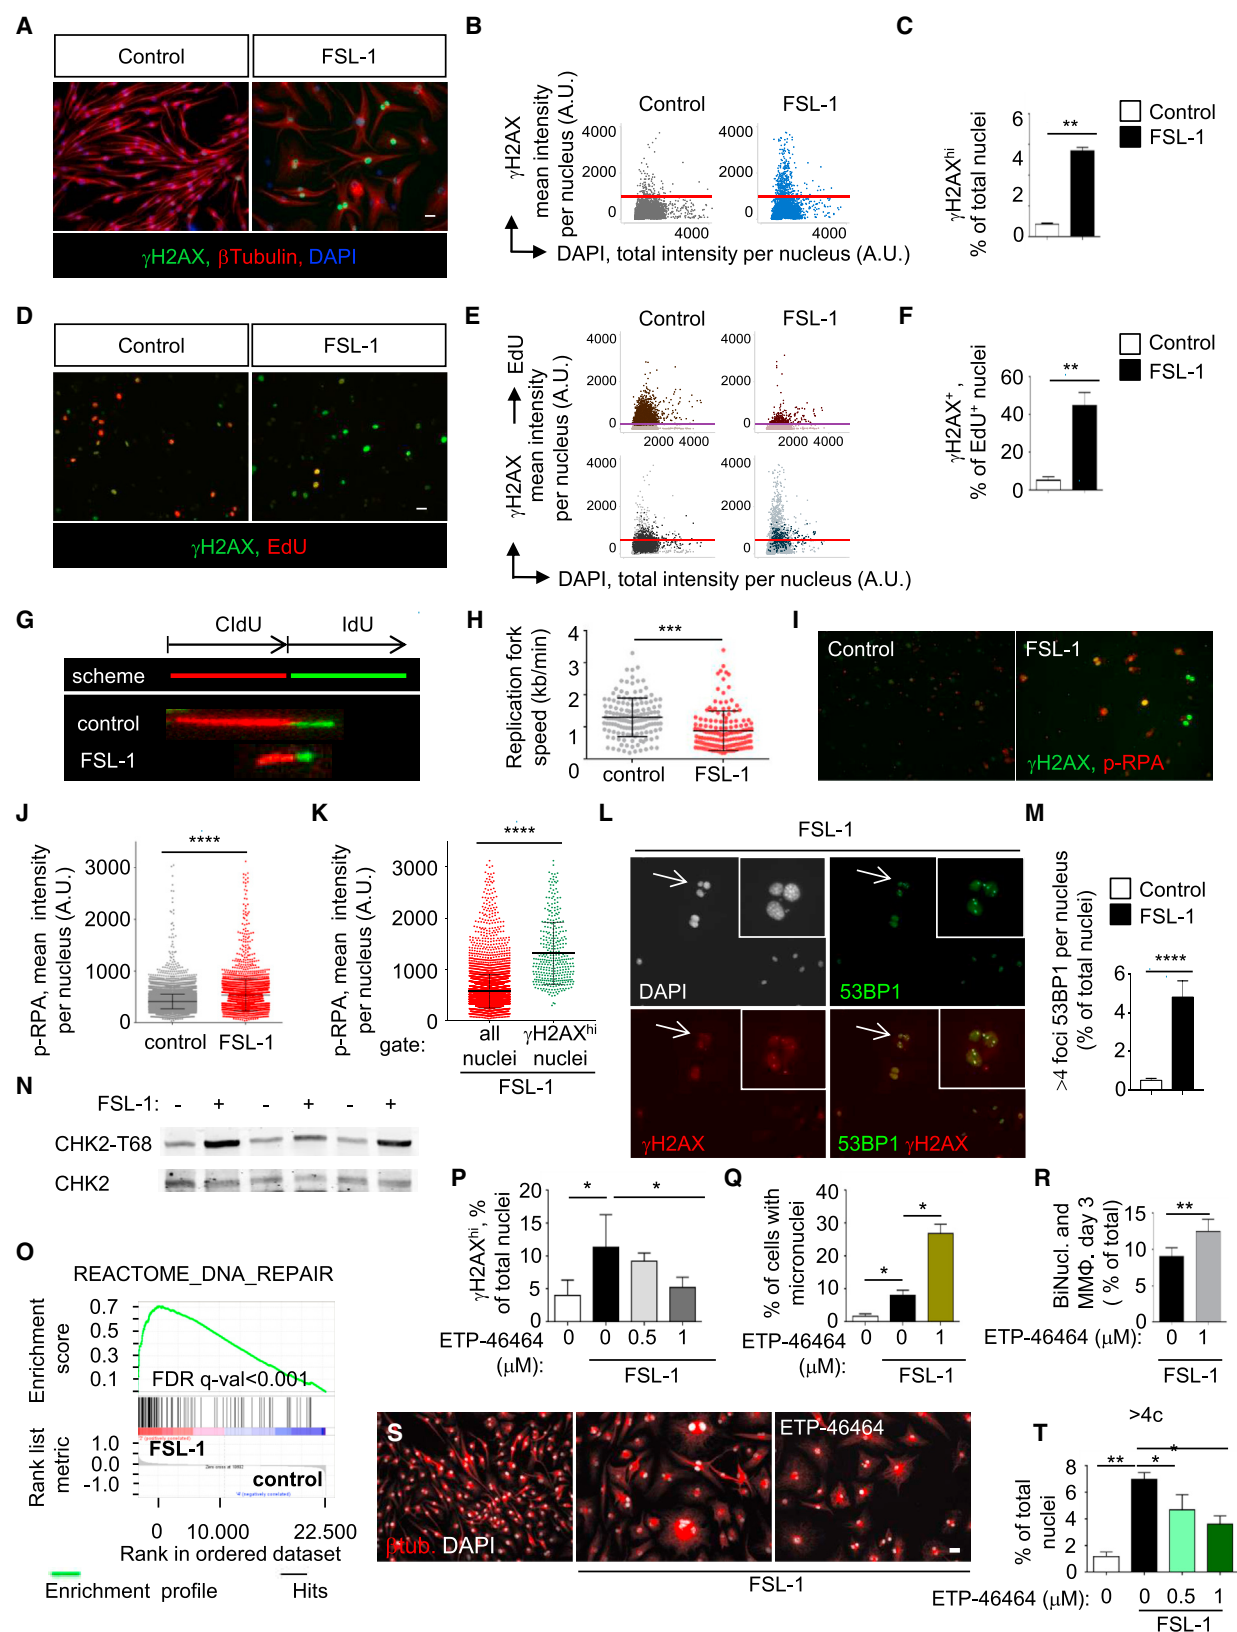 A
Control
FSL-1
γH2AX, βTubulin, DAPI
B
γH2AX
mean intensity
per nucleus (A.U.)
Control
FSL-1
4000
2000
0
4000
4000
2000
0
4000
DAPI, total intensity per nucleus (A.U.)
C
Control
FSL-1
γH2AXhi
% of total nuclei
6
4
2
0
**
D
Control
FSL-1
γH2AX, EdU
E
Control
FSL-1
EdU
mean intensity
per nucleus (A.U.)
4000
2000
0
2000 4000
4000
2000
0
2000 4000
γH2AX
mean intensity
per nucleus (A.U.)
4000
2000
0
4000
2000
0
DAPI, total intensity per nucleus (A.U.)
F
Control
FSL-1
γH2AX+,
% of EdU+ nuclei
60
40
20
0
**
G
CldU
IdU
scheme
control
FSL-1
H
Replication fork
speed (kb/min)
4
3
2
1
0
***
control
FSL-1
I
Control
FSL-1
γH2AX, p-RPA
J
p-RPA, mean intensity
per nucleus (A.U.)
3000
2000
1000
0
****
control FSL-1
K
p-RPA, mean intensity
per nucleus (A.U.)
3000
2000
1000
0
****
gate:
all
nuclei
γH2AXhi
nuclei
FSL-1
L
FSL-1
DAPI
53BP1
γH2AX
53BP1 γH2AX
M
Control
FSL-1
>4 foci 53BP1 per nucleus
(% of total nuclei)
6
4
2
0
****
N
FSL-1: - + - + - +
CHK2-T68
CHK2
O
REACTOME_DNA_REPAIR
Enrichment
score
0.7
0.5
0.3
0.1
FDR q-val<0.001
FSL-1
Rank list
metric
1.0
0.0
-1.0
control
0 10.000 22.500
Rank in ordered dataset
Enrichment profile
Hits
P
γH2AXhi, %
of total nuclei
20
15
10
5
0
*
*
ETP-46464
(μM):
0 0 0.5 1
FSL-1
Q
% of cells with
micronuclei
40
30
20
10
0
*
*
ETP-46464
(μM):
0 0 1
FSL-1
R
BiNucl. and
MMΦ. day 3
( % of total)
15
10
5
0
**
ETP-46464 (μM): 0 1
FSL-1
S
βtub. DAPI
ETP-46464
FSL-1
T
>4c
% of total
nuclei
8
6
4
2
0
**
*
*
ETP-46464 (μM): 0 0 0.5 1
FSL-1